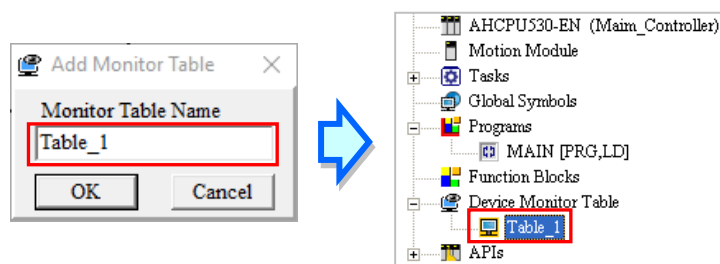 Add Monitor Table
Monitor Table Name
Table_1
OK
Cancel
AHCPU530-EN (Maim_Controller)
Motion Module
Tasks
Global Symbols
Programs
MAIN [PRG,LD]
Function Blocks
Device Monitor Table
Table_1
APIs